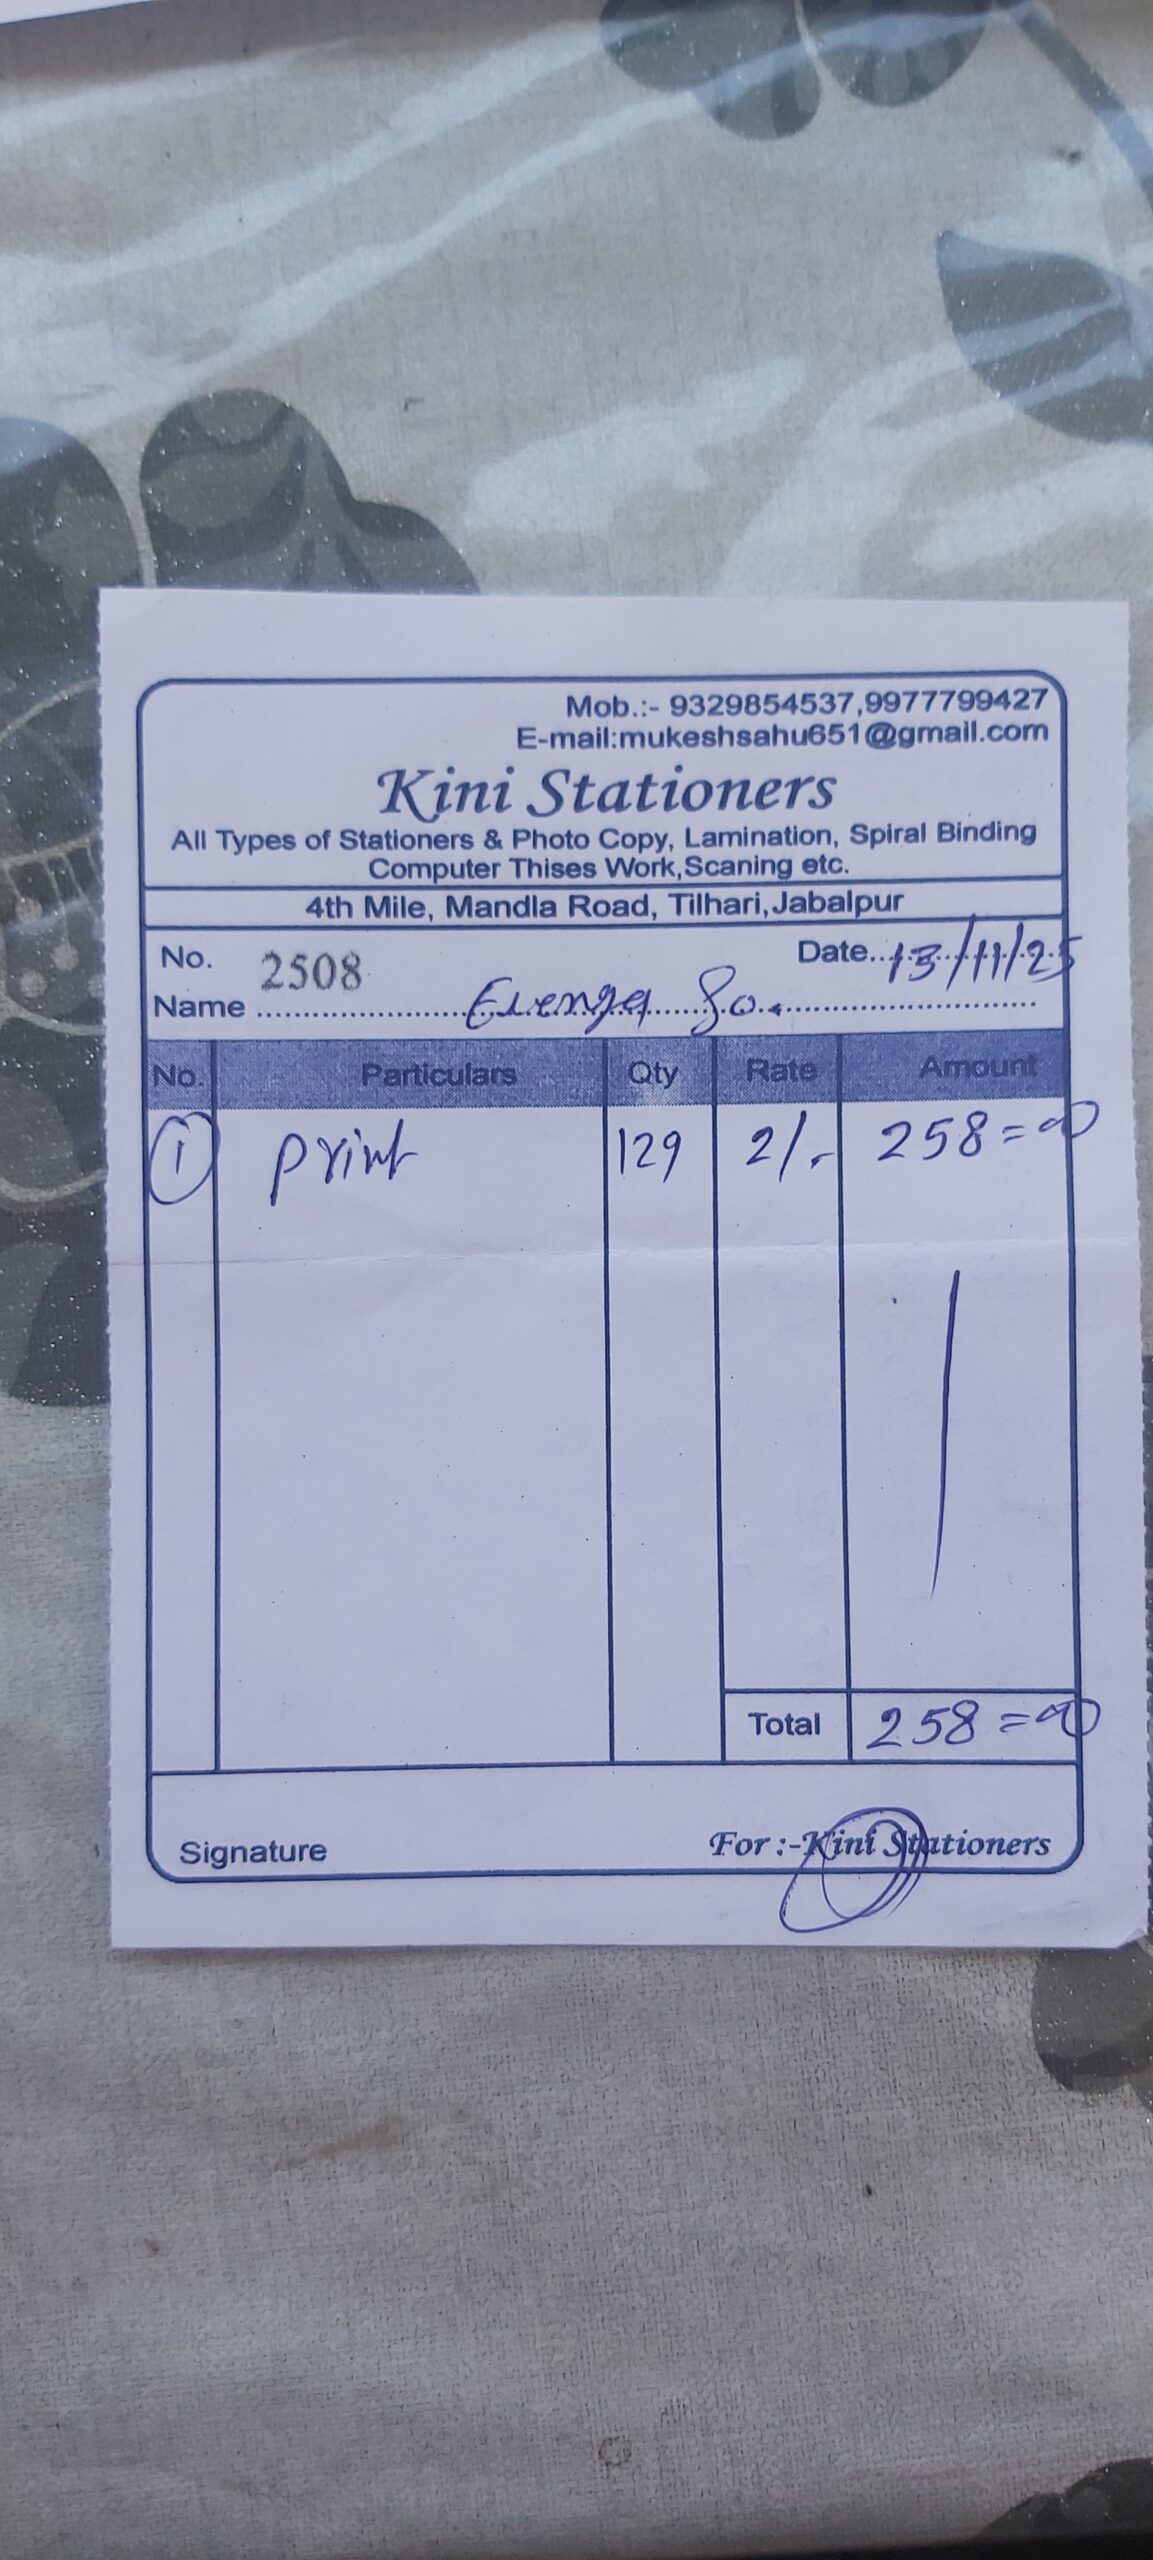 Mob.:- 9329854537,9977799427
E-mail:mukeshsahu651@gmail.com
Kini Stationers
All Types of Stationers & Photo Copy, Lamination, Spiral Binding
Computer Thises Work,Scaning etc.
4th Mile, Mandla Road, Tilhari, Jabalpur
No. 2508 Date..13/11/25
Name
No. Particulars Qty Rate Amount
1 print 129 2/- 258=00
Total 258=00
Signature For :-Kini Stationers